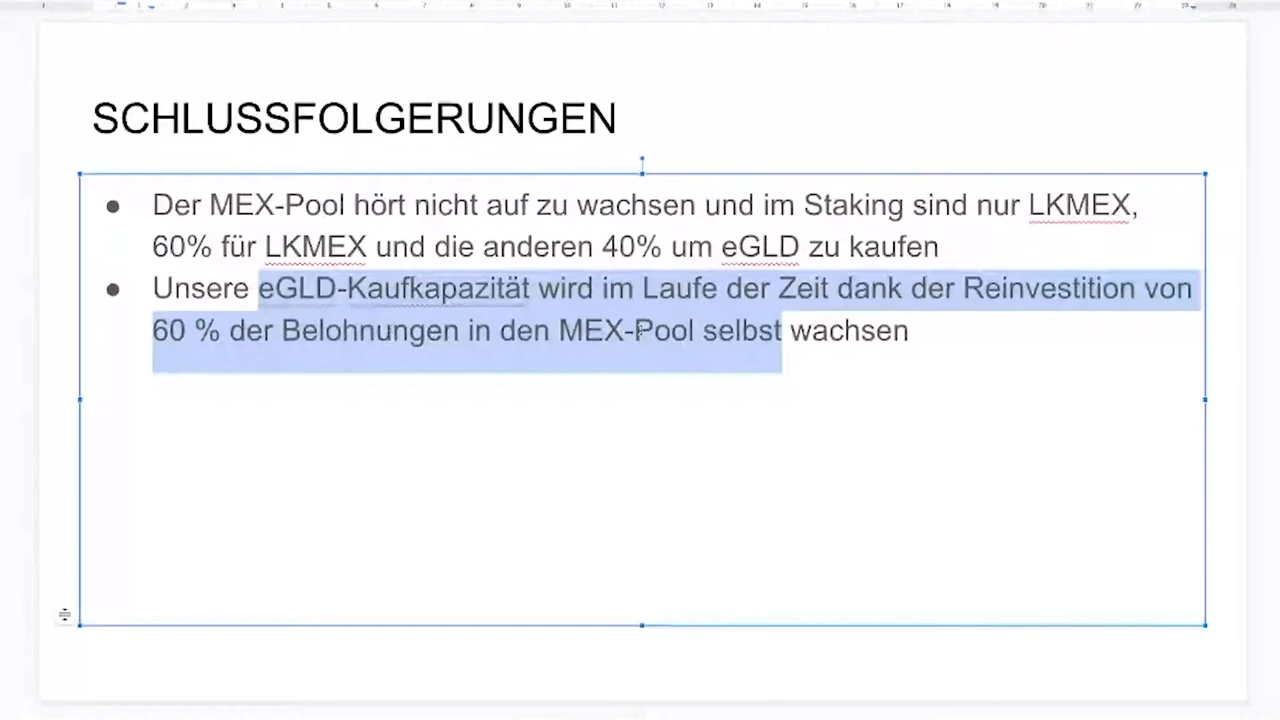 SCHLUSSFOLGERUNGEN
● Der MEX-Pool hört nicht auf zu wachsen und im Staking sind nur LKMEX,
60% für LKMEX und die anderen 40% um eGLD zu kaufen
● Unsere eGLD-Kaufkapazität wird im Laufe der Zeit dank der Reinvestition von
60 % der Belohnungen in den MEX-Pool selbst wachsen